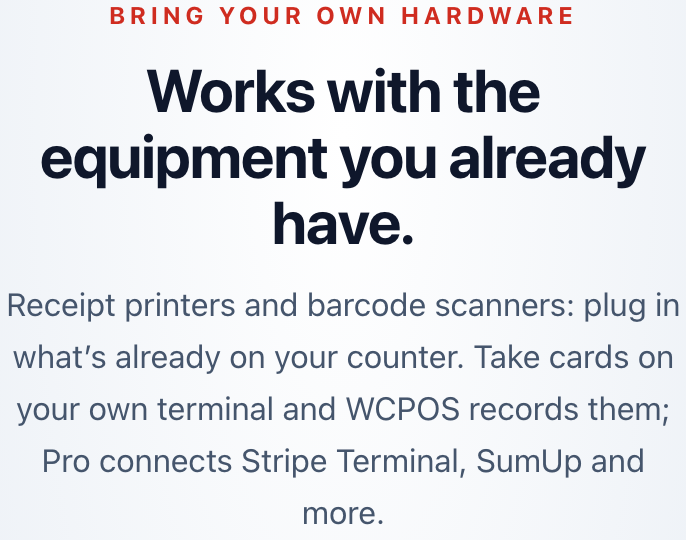 BRING YOUR OWN HARDWARE
Works with the
equipment you already
have.
Receipt printers and barcode scanners: plug in
what’s already on your counter. Take cards on
your own terminal and WCPOS records them;
Pro connects Stripe Terminal, SumUp and
more.